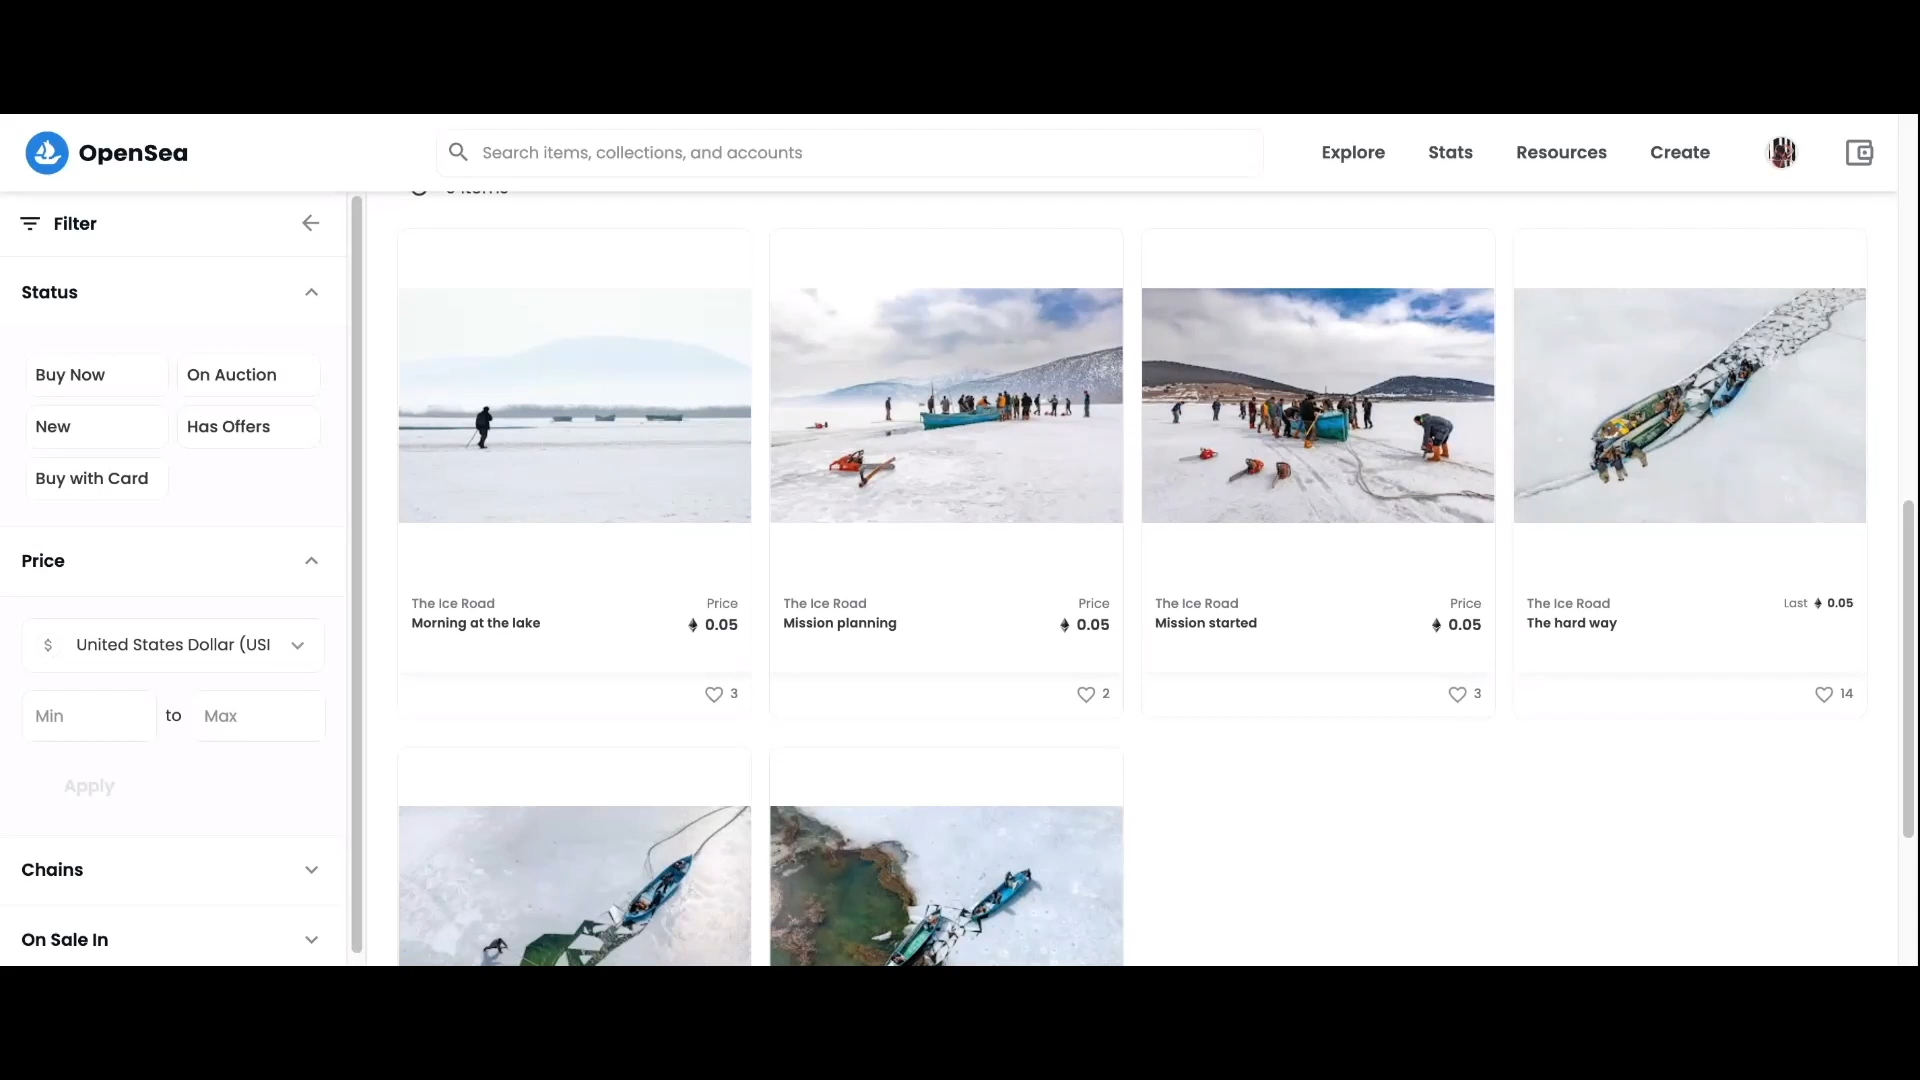 OpenSea
Search items, collections, and accounts
Explore
Stats
Resources
Create
Filter
Status
Buy Now
On Auction
New
Has Offers
Buy with Card
Price
$ United States Dollar (USI
Min to Max
Apply
Chains
On Sale In
The Ice Road Price
Morning at the lake 0.05
3
The Ice Road Price
Mission planning 0.05
2
The Ice Road Price
Mission started 0.05
3
The Ice Road Last 0.05
The hard way
14